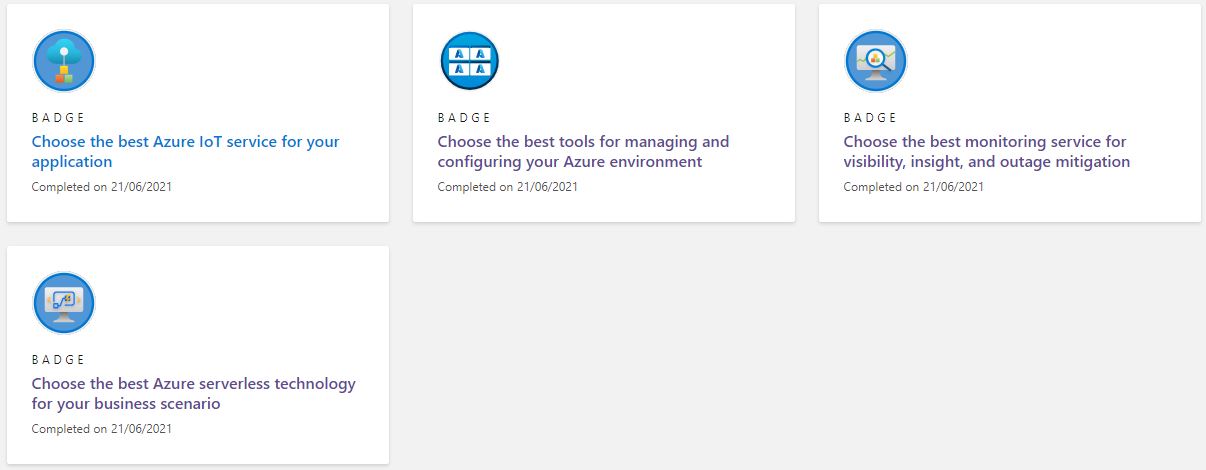 BADGE
Choose the best Azure IoT service for your
application
Completed on 21/06/2021
BADGE
Choose the best tools for managing and
configuring your Azure environment
Completed on 21/06/2021
BADGE
Choose the best monitoring service for
visibility, insight, and outage mitigation
Completed on 21/06/2021
BADGE
Choose the best Azure serverless technology
for your business scenario
Completed on 21/06/2021